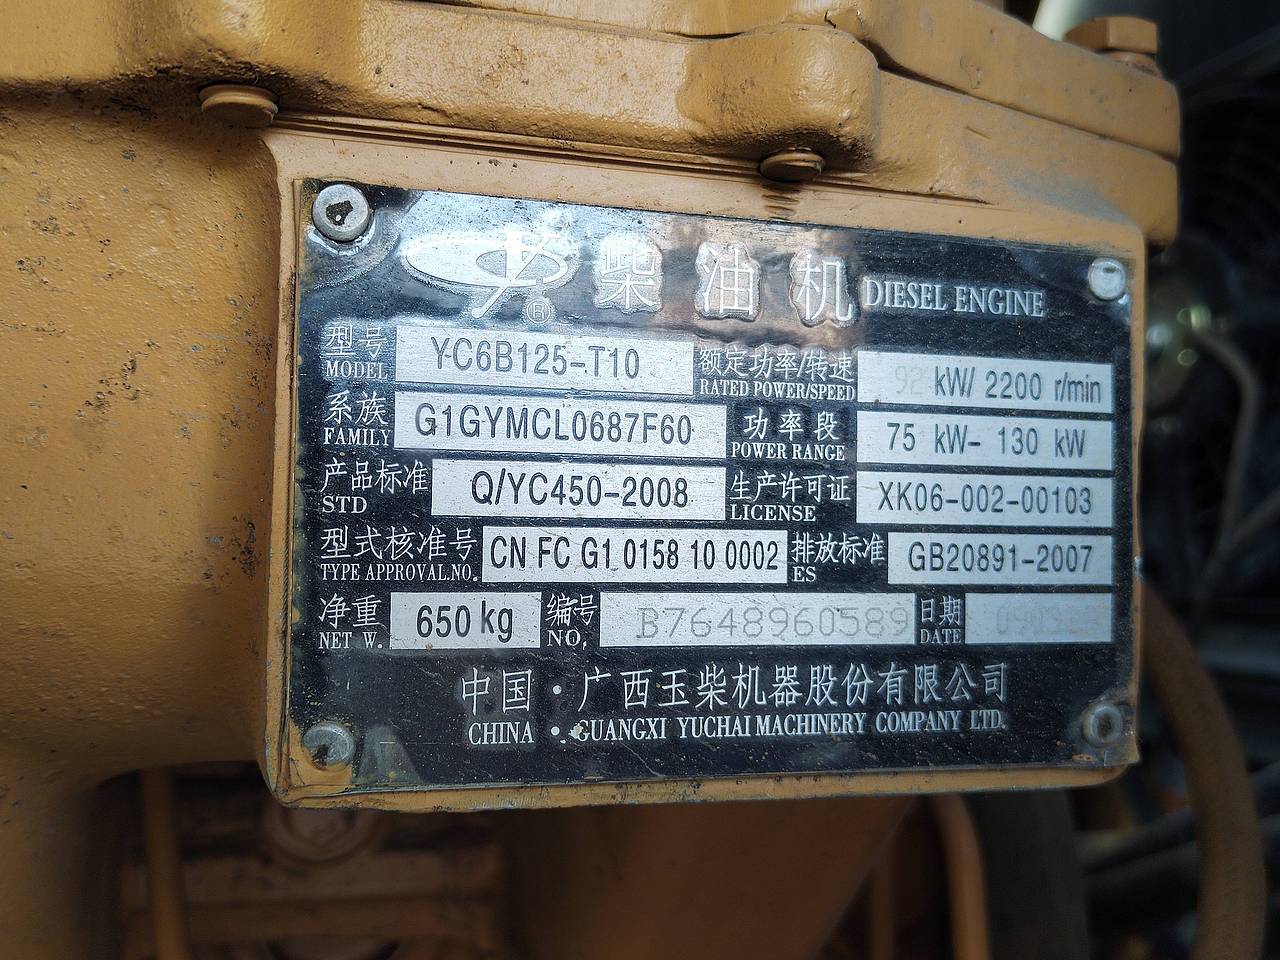 柴油机 DIESEL ENGINE
®
型号 MODEL YC6B125-T10 额定功率/转速 RATED POWER/SPEED 92 kW/ 2200 r/min
系族 FAMILY G1GYMCL0687F60 功率段 POWER RANGE 75 kW- 130 kW
产品标准 STD Q/YC450-2008 生产许可证 LICENSE XK06-002-00103
型式核准号 TYPE APPROVAL.NO. CN FC G1 0158 10 0002 排放标准 ES GB20891-2007
净重 NET W. 650 kg 编号 NO. B7648960589 日期 DATE
中国·广西玉柴机器股份有限公司
CHINA · GUANGXI YUCHAI MACHINERY COMPANY LTD.